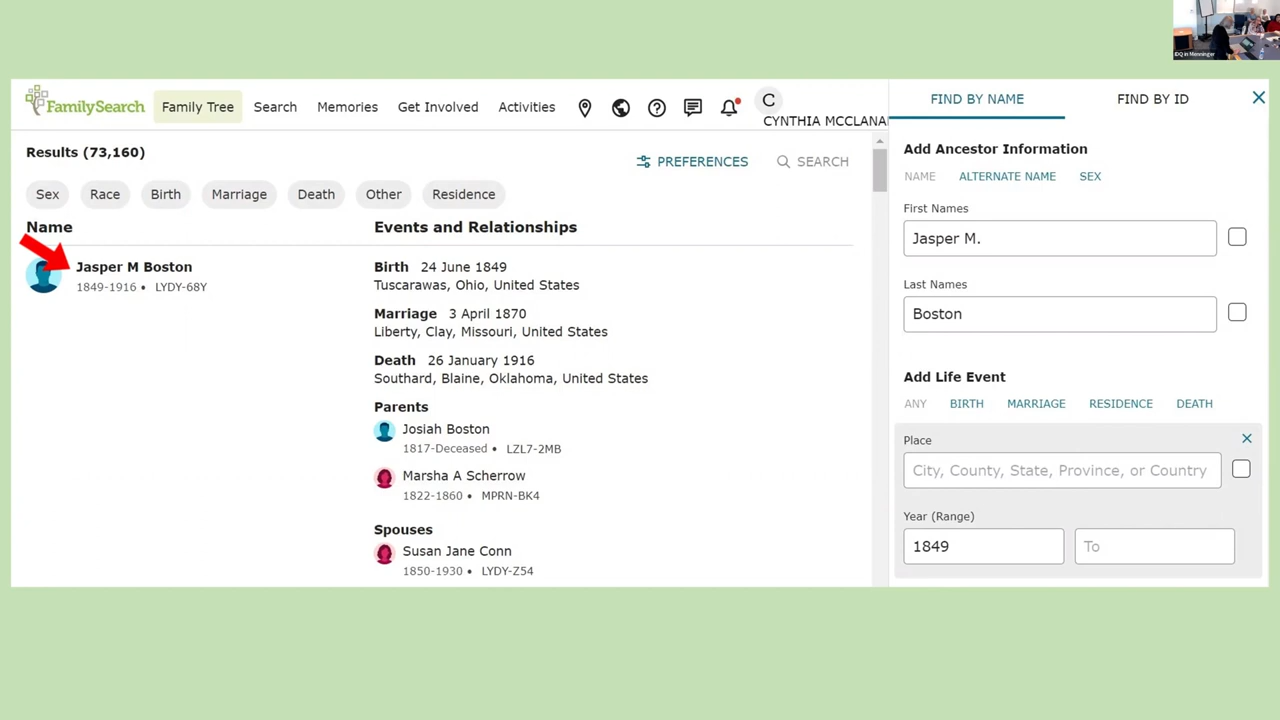 IDQ in Menninger
FamilySearch
Family Tree
Search
Memories
Get Involved
Activities
C
CYNTHIA MCCLANA
Results (73,160)
PREFERENCES
SEARCH
Sex
Race
Birth
Marriage
Death
Other
Residence
Name
Events and Relationships
Jasper M Boston
1849-1916 • LYDY-68Y
Birth 24 June 1849
Tuscarawas, Ohio, United States
Marriage 3 April 1870
Liberty, Clay, Missouri, United States
Death 26 January 1916
Southard, Blaine, Oklahoma, United States
Parents
Josiah Boston
1817-Deceased • LZL7-2MB
Marsha A Scherrow
1822-1860 • MPRN-BK4
Spouses
Susan Jane Conn
1850-1930 • LYDY-Z54
FIND BY NAME
FIND BY ID
Add Ancestor Information
NAME
ALTERNATE NAME
SEX
First Names
Jasper M.
Last Names
Boston
Add Life Event
ANY
BIRTH
MARRIAGE
RESIDENCE
DEATH
Place
City, County, State, Province, or Country
Year (Range)
1849
To